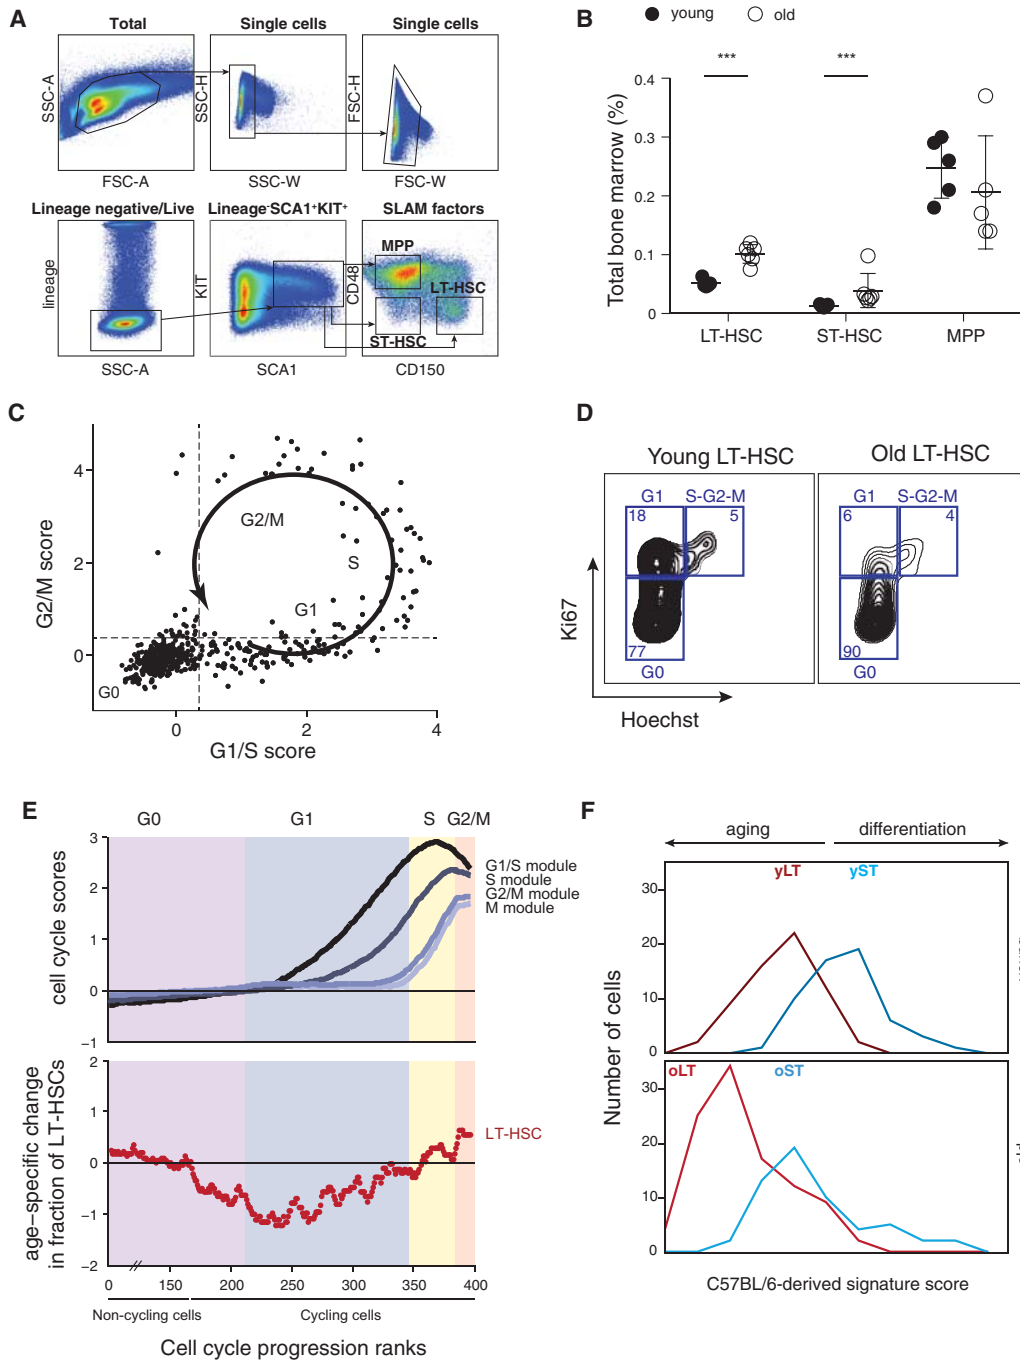 A
Total
Single cells
Single cells
SSC-A
SSC-H
FSC-H
FSC-A
SSC-W
FSC-W
Lineage negative/Live
Lineage-SCA1+KIT+
SLAM factors
lineage
KIT
CD48
MPP
LT-HSC
ST-HSC
SSC-A
SCA1
CD150
B
young
old
***
***
Total bone marrow (%)
0.4
0.3
0.2
0.1
0
LT-HSC
ST-HSC
MPP
C
G2/M score
4
2
0
G2/M
S
G1
G0
0
2
4
G1/S score
D
Young LT-HSC
Old LT-HSC
G1
S-G2-M
18
5
77
G0
G1
S-G2-M
6
4
90
G0
Ki67
Hoechst
E
G0
G1
S
G2/M
cell cycle scores
3
2
1
0
−1
G1/S module
S module
G2/M module
M module
age−specific change
in fraction of LT-HSCs
2
1
0
−1
−2
LT-HSC
0
150
200
250
300
350
400
Non-cycling cells
Cycling cells
Cell cycle progression ranks
F
aging
differentiation
yLT
yST
30
20
10
0
oLT
oST
30
20
10
0
Number of cells
C57BL/6-derived signature score